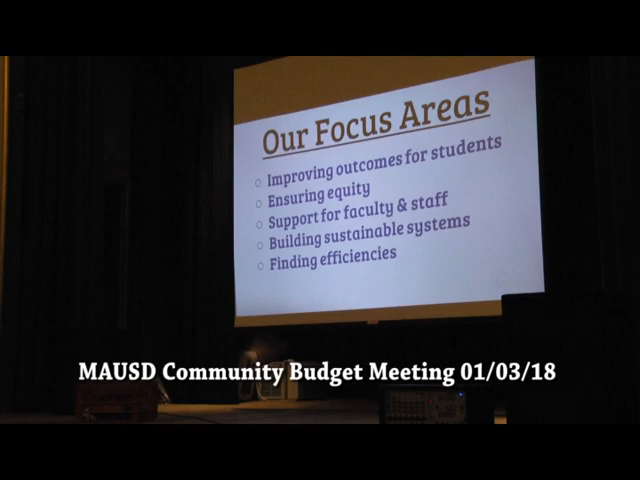 Our Focus Areas
Improving outcomes for students
Ensuring equity
Support for faculty & staff
Building sustainable systems
Finding efficiencies
MAUSD Community Budget Meeting 01/03/18